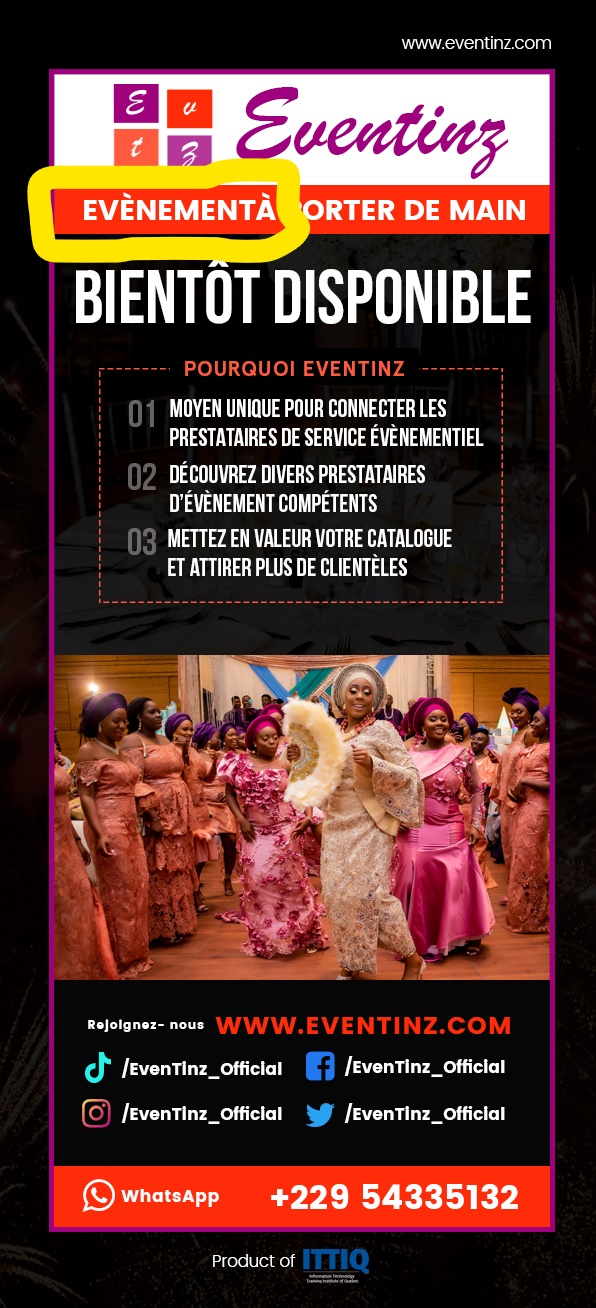 www.eventinz.com
E v
t z
Eventinz
EVÈNEMENTÀ PORTER DE MAIN
BIENTÔT DISPONIBLE
POURQUOI EVENTINZ
01 MOYEN UNIQUE POUR CONNECTER LES
PRESTATAIRES DE SERVICE ÉVÈNEMENTIEL
02 DÉCOUVREZ DIVERS PRESTATAIRES
D'ÉVÈNEMENT COMPÉTENTS
03 METTEZ EN VALEUR VOTRE CATALOGUE
ET ATTIRER PLUS DE CLIENTÈLES
Rejoignez- nous WWW.EVENTINZ.COM
/EvenTinz_Official /EvenTinz_Official
/EvenTinz_Official /EvenTinz_Official
WhatsApp +229 54335132
Product of ITTIQ
Information Technology
Training Institute of Quebec